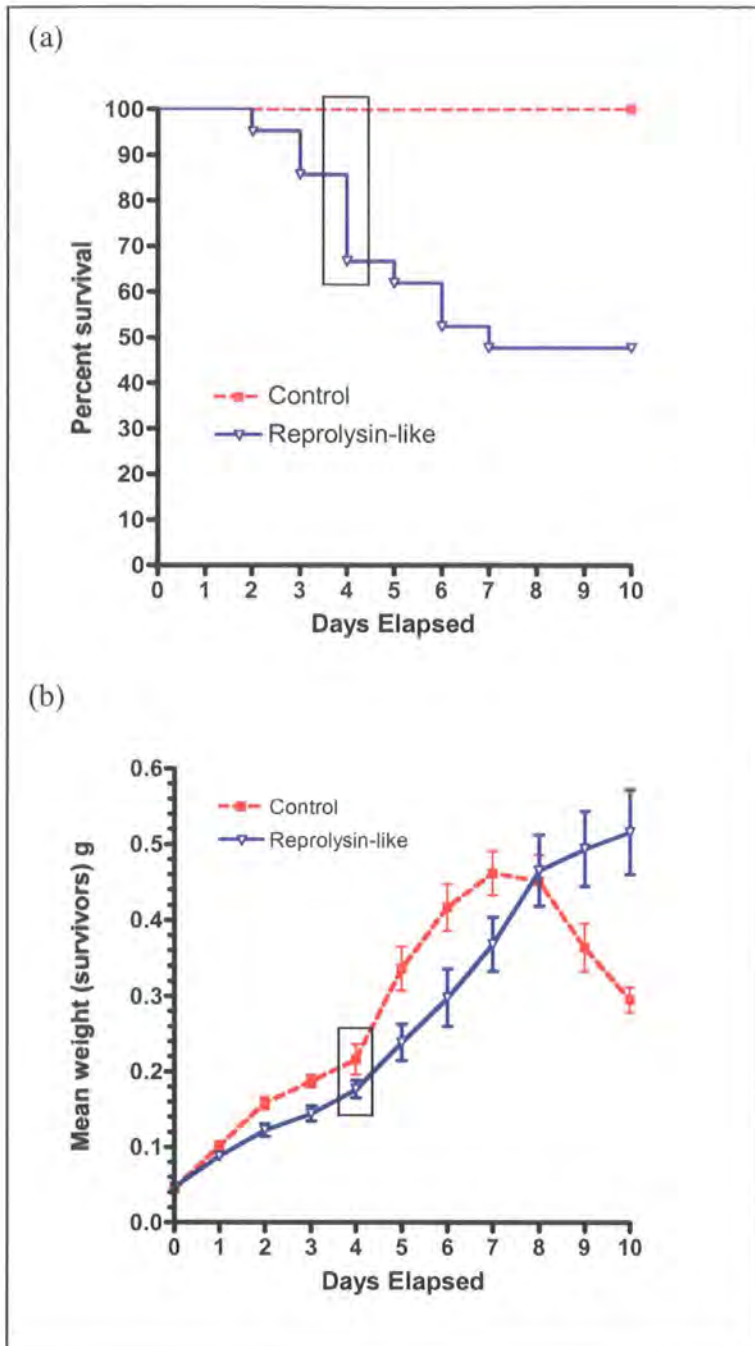 (a)
100
90
80
70
60
50
40
30
20
10
0
Percent survival
Control
Reprolysin-like
0 1 2 3 4 5 6 7 8 9 10
Days Elapsed
(b)
0.6
0.5
0.4
0.3
0.2
0.1
0.0
Mean weight (survivors) g
Control
Reprolysin-like
0 1 2 3 4 5 6 7 8 9 10
Days Elapsed